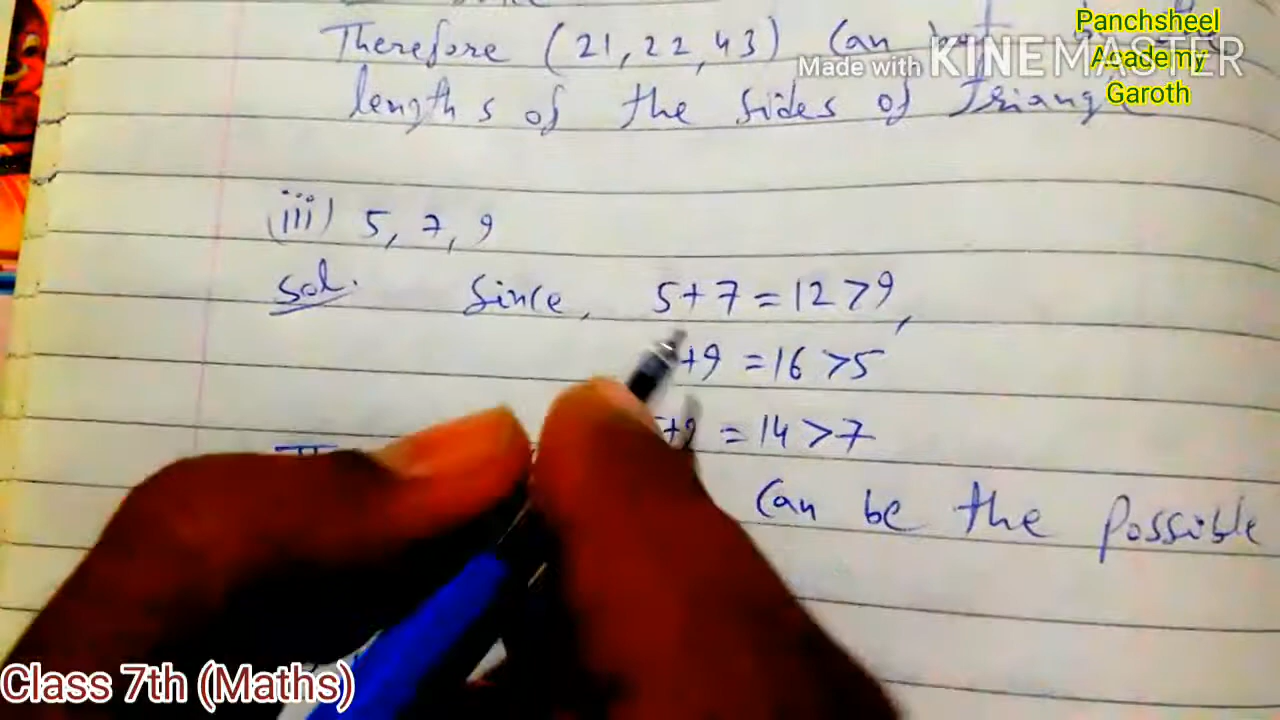 Therefore (21, 22, 43) can
lengths of the sides of Triangle
Panchsheel
Academy
Garoth
Made with KINEMASTER
(iii) 5, 7, 9
Sol. Since, 5+7 = 12 > 9,
+9 = 16 > 5
+9 = 14 > 7
Can be the possible
Class 7th (Maths)